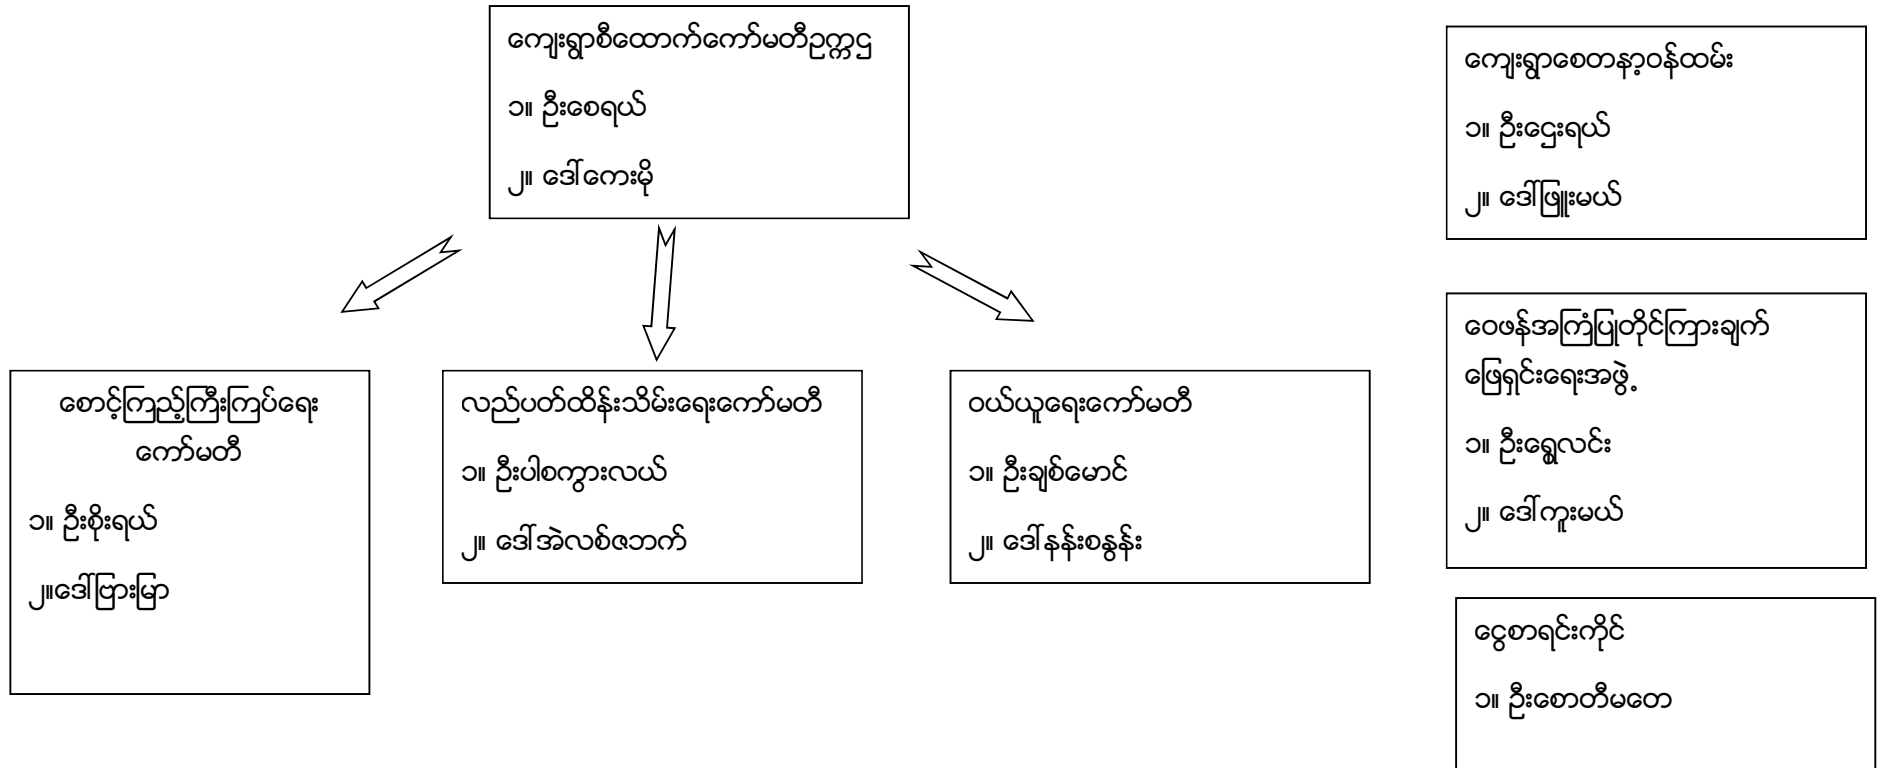 ကျေးရွာစီထောက်ကော်မတီဥက္ကဌ
၁။ ဦးစေရယ်
၂။ ဒေါ်ကေးမို
စောင့်ကြည့်ကြီးကြပ်ရေး
ကော်မတီ
၁။ ဦးစိုးရယ်
၂။ဒေါ်ဗြားမြာ
လည်ပတ်ထိန်းသိမ်းရေးကော်မတီ
၁။ ဦးပါစကွားလယ်
၂။ ဒေါ်အဲလစ်ဇဘက်
ဝယ်ယူရေးကော်မတီ
၁။ ဦးချစ်မောင်
၂။ ဒေါ်နန်းစနွန်း
ကျေးရွာစေတနာ့ဝန်ထမ်း
၁။ ဦးဌေးရယ်
၂။ ဒေါ်ဖြူးမယ်
ဝေဖန်အကြံပြုတိုင်ကြားချက်
ဖြေရှင်းရေးအဖွဲ့
၁။ ဦးရွှေလင်း
၂။ ဒေါ်ကူးမယ်
ငွေစာရင်းကိုင်
၁။ ဦးစောတီမတေ